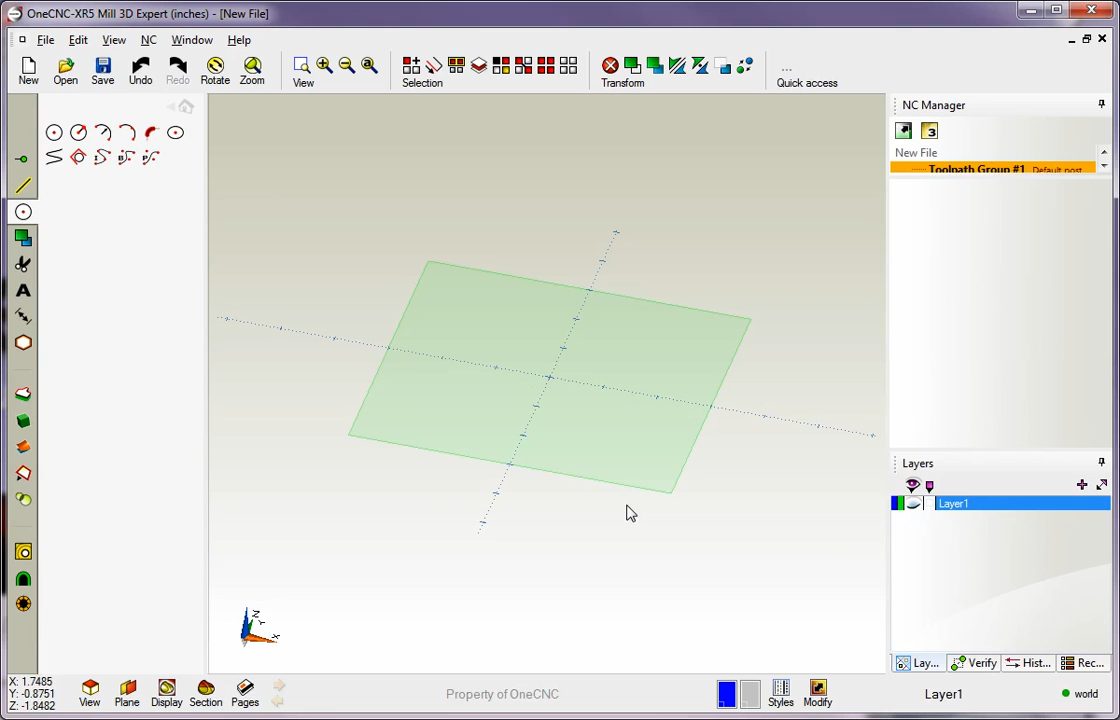 OneCNC-XR5 Mill 3D Expert (inches) - [New File]
File Edit View NC Window Help
New Open Save Undo Redo Rotate Zoom View Selection Transform ... Quick access
NC Manager
3
New File
Toolpath Group #1 Default post
A
Layers
Layer1
Z
Y
X
Lay... Verify Hist... Rec...
X: 1.7485
Y: -0.8751
Z: -1.8482
View Plane Display Section Pages
Property of OneCNC
Styles Modify
Layer1
world